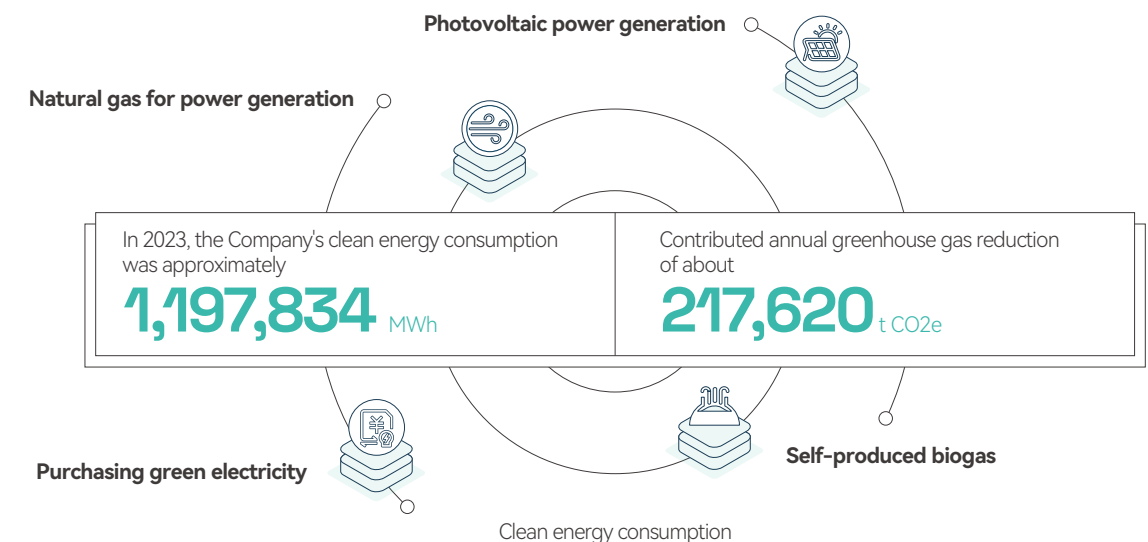 Photovoltaic power generation
Natural gas for power generation
In 2023, the Company's clean energy consumption
was approximately
1,197,834 MWh
Contributed annual greenhouse gas reduction
of about
217,620 t CO2e
Purchasing green electricity
Self-produced biogas
Clean energy consumption